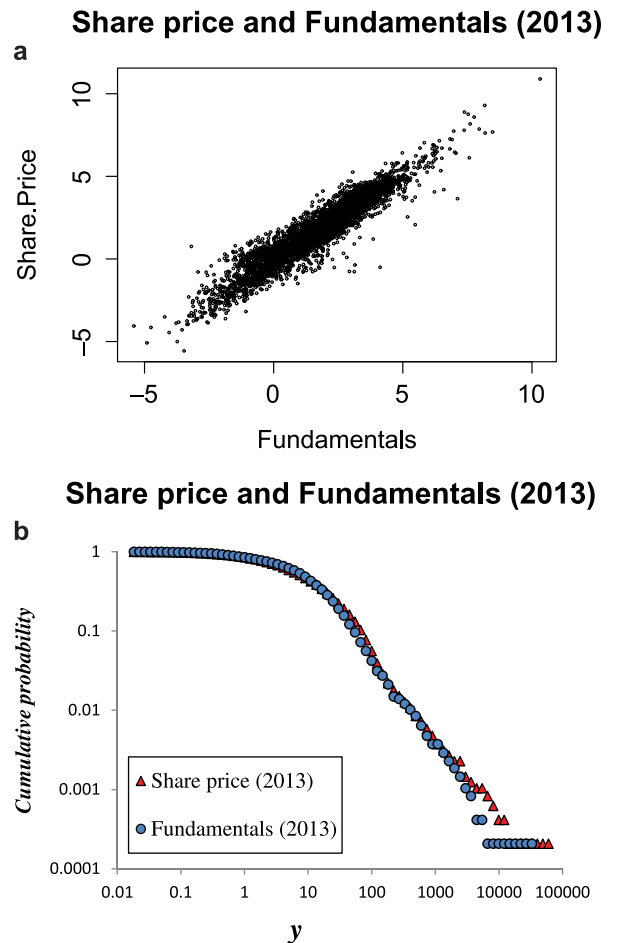 Share price and Fundamentals (2013)
a
10
5
0
–5
Share.Price
–5 0 5 10
Fundamentals
Share price and Fundamentals (2013)
b
1
0.1
0.01
0.001
0.0001
Cumulative probability
Share price (2013)
Fundamentals (2013)
0.01 0.1 1 10 100 1000 10000 100000
y